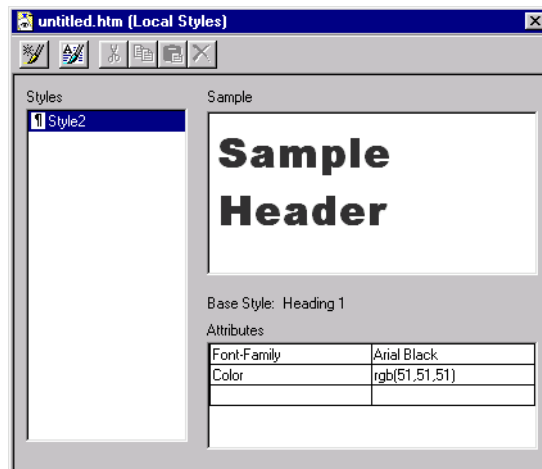 untitled.htm (Local Styles)
Styles
¶ Style2
Sample
Sample
Header
Base Style: Heading 1
Attributes
Font-Family Arial Black
Color rgb(51,51,51)